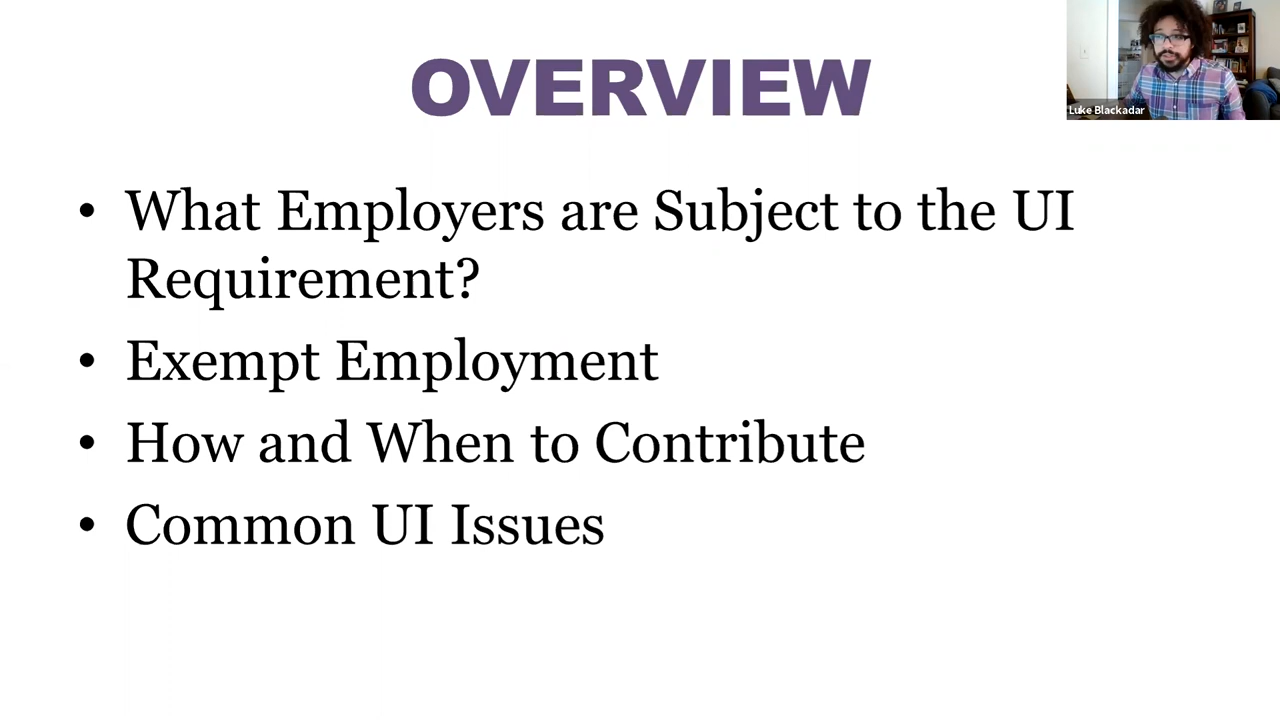 OVERVIEW
Luke Blackadar
• What Employers are Subject to the UI
Requirement?
• Exempt Employment
• How and When to Contribute
• Common UI Issues